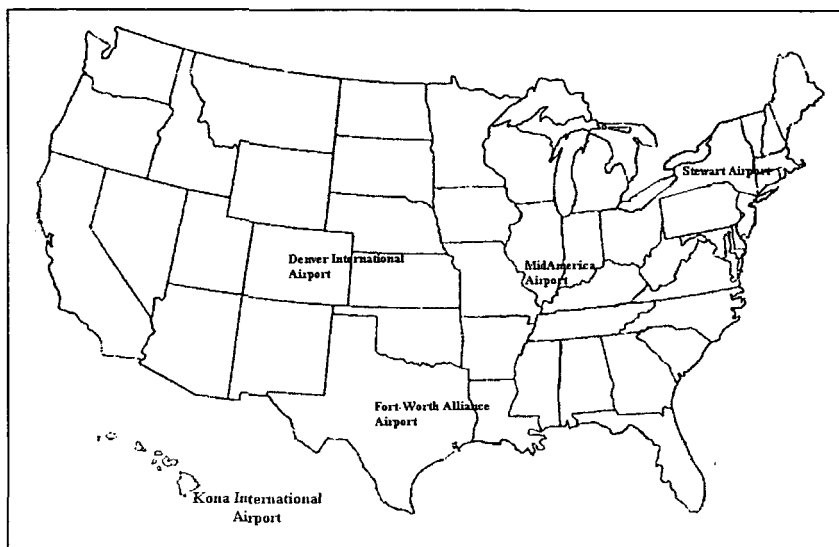 Stewart Airport
Denver International
Airport
MidAmerica
Airport
Fort-Worth Alliance
Airport
Kona International
Airport